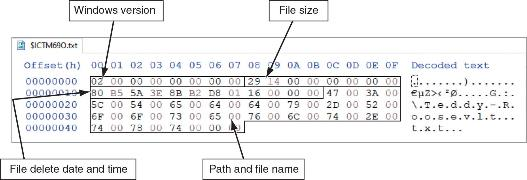 Windows version
File size
$ICTM69O.txt
Offset(h) 00 01 02 03 04 05 06 07 08 09 0A 0B 0C 0D 0E 0F Decoded text
00000000 02 00 00 00 00 00 00 00 29 14 00 00 00 00 00 00 ........).......
00000010 80 B5 5A 3E 8B B2 D8 01 16 00 00 00 47 00 3A 00 €µZ>‹²Ø.....G.:.
00000020 5C 00 54 00 65 00 64 00 64 00 79 00 2D 00 52 00 \.T.e.d.d.y.-.R.
00000030 6F 00 6F 00 73 00 65 00 76 00 6C 00 74 00 2E 00 o.o.s.e.v.l.t...
00000040 74 00 78 00 74 00 00 00 t.x.t...
File delete date and time
Path and file name